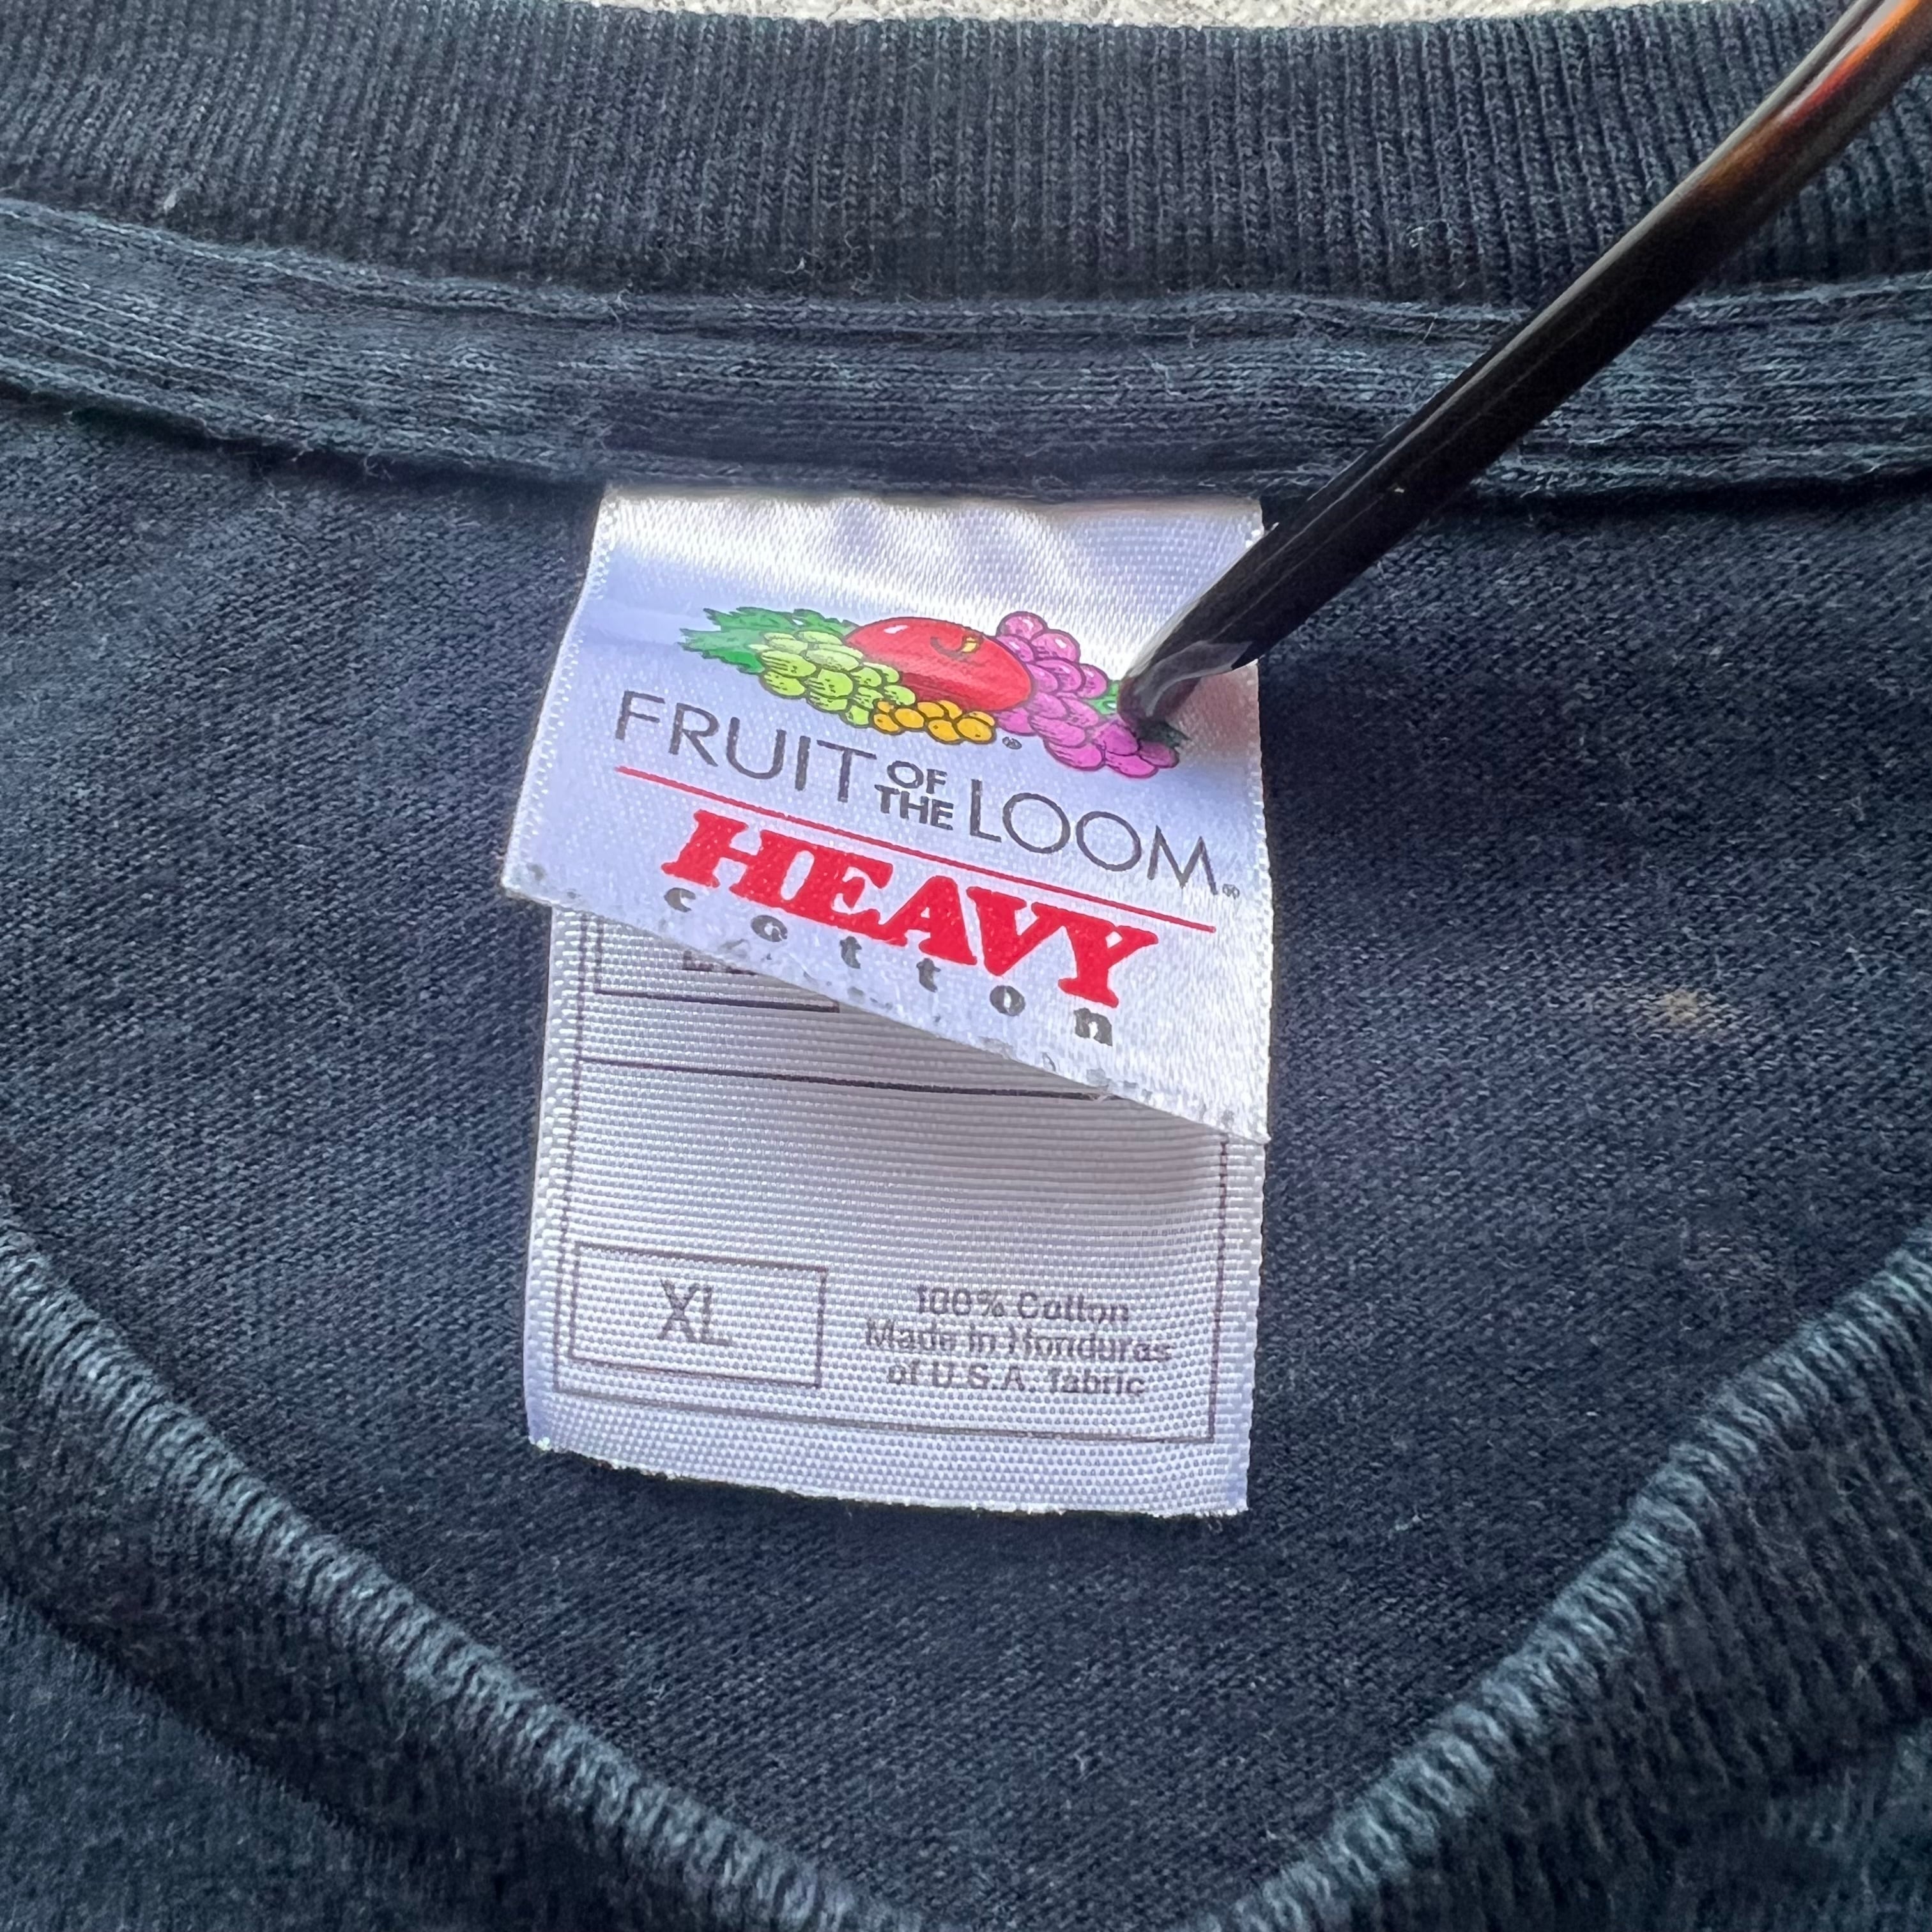 FRUIT OF THE LOOM®
HEAVY
cotton
XL
100% Cotton
Made in Honduras
of U.S.A. fabric